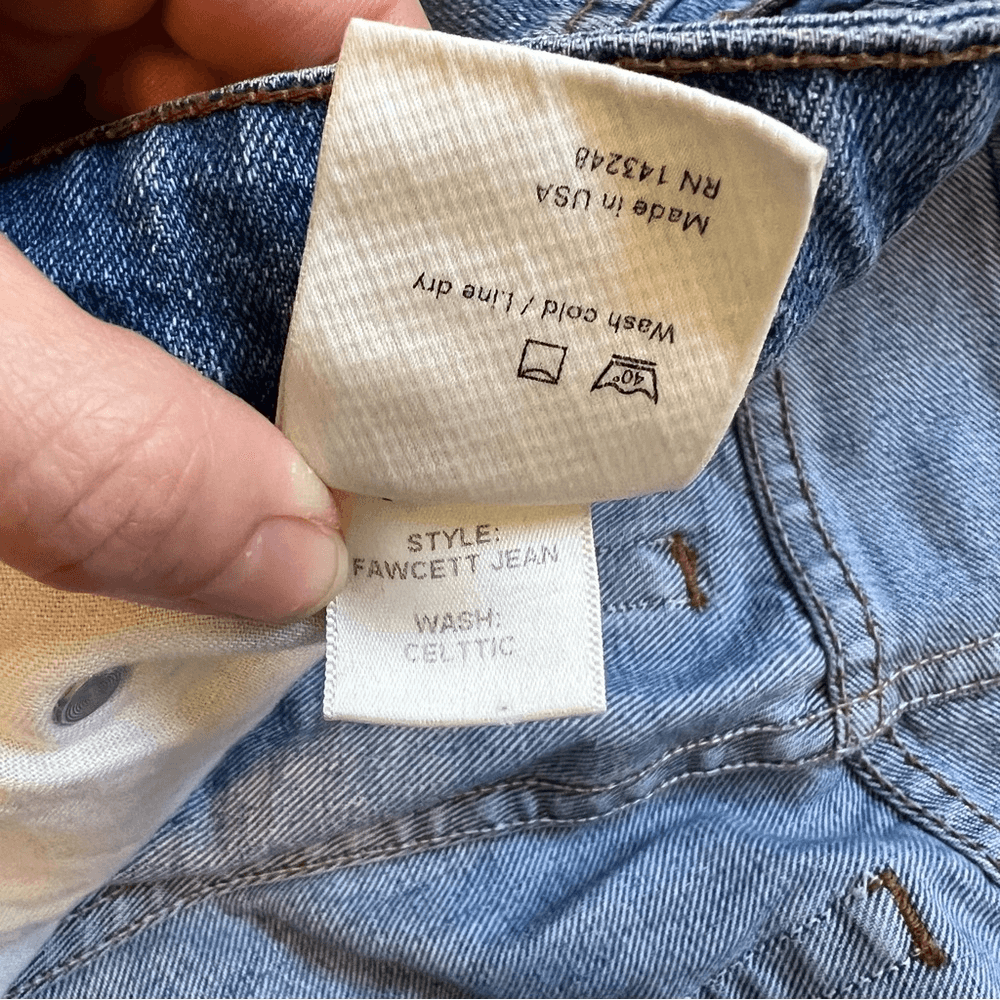 RN 143248
Made in USA
Wash cold / Line dry
40°
STYLE:
FAWCETT JEAN
WASH:
CELTTIC